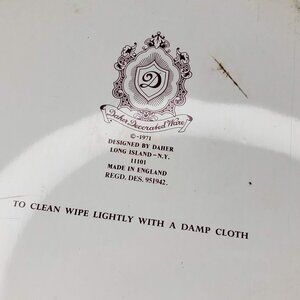 D
Daher Decorated Ware
©-1971
DESIGNED BY DAHER
LONG ISLAND-N.Y.
11101
MADE IN ENGLAND
REGD. DES. 951942.
TO CLEAN WIPE LIGHTLY WITH A DAMP CLOTH